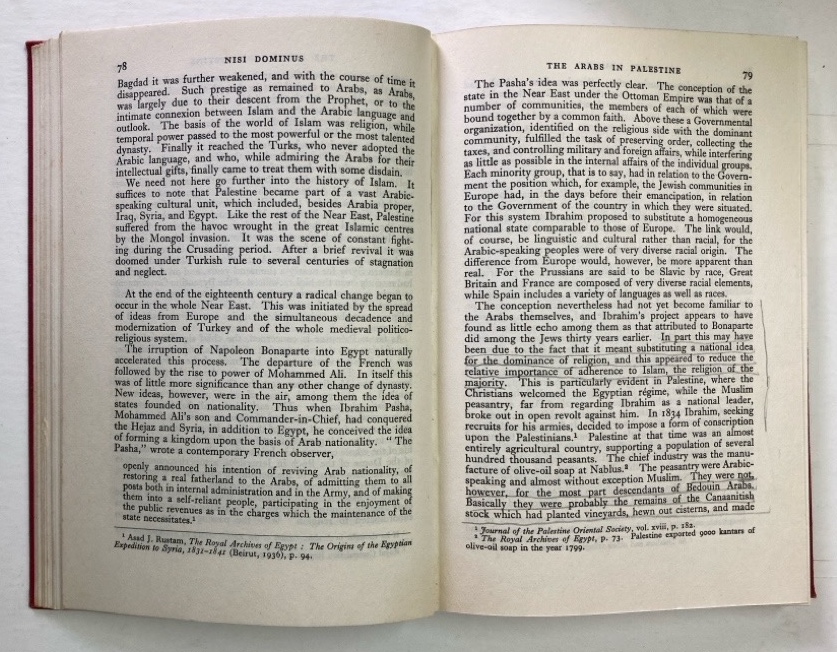 78
NISI DOMINUS
Bagdad it was further weakened, and with the course of time it
disappeared. Such prestige as remained to Arabs, as Arabs,
was largely due to their descent from the Prophet, or to the
intimate connexion between Islam and the Arabic language and
outlook. The basis of the world of Islam was religion, while
temporal power passed to the most powerful or the most talented
dynasty. Finally it reached the Turks, who never adopted the
Arabic language, and who, while admiring the Arabs for their
intellectual gifts, finally came to treat them with some disdain.
We need not here go further into the history of Islam. It
suffices to note that Palestine became part of a vast Arabic-
speaking cultural unit, which included, besides Arabia proper,
Iraq, Syria, and Egypt. Like the rest of the Near East, Palestine
suffered from the havoc wrought in the great Islamic centres
by the Mongol invasion. It was the scene of constant fight-
ing during the Crusading period. After a brief revival it was
doomed under Turkish rule to several centuries of stagnation
and neglect.
At the end of the eighteenth century a radical change began to
occur in the whole Near East. This was initiated by the spread
of ideas from Europe and the simultaneous decadence and
modernization of Turkey and of the whole medieval politico-
religious system.
The irruption of Napoleon Bonaparte into Egypt naturally
accelerated this process. The departure of the French was
followed by the rise to power of Mohammed Ali. In itself this
was of little more significance than any other change of dynasty.
New ideas, however, were in the air, among them the idea of
states founded on nationality. Thus when Ibrahim Pasha,
Mohammed Ali's son and Commander-in-Chief, had conquered
the Hejaz and Syria, in addition to Egypt, he conceived the idea
of forming a kingdom upon the basis of Arab nationality. " The
Pasha," wrote a contemporary French observer,
openly announced his intention of reviving Arab nationality, of
restoring a real fatherland to the Arabs, of admitting them to all
posts both in internal administration and in the Army, and of making
them into a self-reliant people, participating in the enjoyment of
the public revenues as in the charges which the maintenance of the
state necessitates.¹
¹ Asad J. Rustam, The Royal Archives of Egypt : The Origins of the Egyptian
Expedition to Syria, 1831-1841 (Beirut, 1936), p. 94.
THE ARABS IN PALESTINE
79
The Pasha's idea was perfectly clear. The conception of the
state in the Near East under the Ottoman Empire was that of a
number of communities, the members of each of which were
bound together by a common faith. Above these a Governmental
organization, identified on the religious side with the dominant
community, fulfilled the task of preserving order, collecting the
taxes, and controlling military and foreign affairs, while interfering
as little as possible in the internal affairs of the individual groups.
Each minority group, that is to say, had in relation to the Govern-
ment the position which, for example, the Jewish communities in
Europe had, in the days before their emancipation, in relation
to the Government of the country in which they were situated.
For this system Ibrahim proposed to substitute a homogeneous
national state comparable to those of Europe. The link would,
of course, be linguistic and cultural rather than racial, for the
Arabic-speaking peoples were of very diverse racial origin. The
difference from Europe would, however, be more apparent than
real. For the Prussians are said to be Slavic by race, Great
Britain and France are composed of very diverse racial elements,
while Spain includes a variety of languages as well as races.
The conception nevertheless had not yet become familiar to
the Arabs themselves, and Ibrahim's project appears to have
found as little echo among them as that attributed to Bonaparte
did among the Jews thirty years earlier. In part this may have
been due to the fact that it meant substituting a national idea
for the dominance of religion, and this appeared to reduce the
relative importance of adherence to Islam, the religion of the
majority. This is particularly evident in Palestine, where the
Christians welcomed the Egyptian régime, while the Muslim
peasantry, far from regarding Ibrahim as a national leader,
broke out in open revolt against him. In 1834 Ibrahim, seeking
recruits for his armies, decided to impose a form of conscription
upon the Palestinians.¹ Palestine at that time was an almost
entirely agricultural country, supporting a population of several
hundred thousand peasants. The chief industry was the manu-
facture of olive-oil soap at Nablus.² The peasantry were Arabic-
speaking and almost without exception Muslim. They were not,
however, for the most part descendants of Bedouin Arabs.
Basically they were probably the remains of the Canaanitish
stock which had planted vineyards, hewn out cisterns, and made
¹ Journal of the Palestine Oriental Society, vol. xviii, p. 182.
² The Royal Archives of Egypt, p. 73. Palestine exported 9000 kantars of
olive-oil soap in the year 1799.